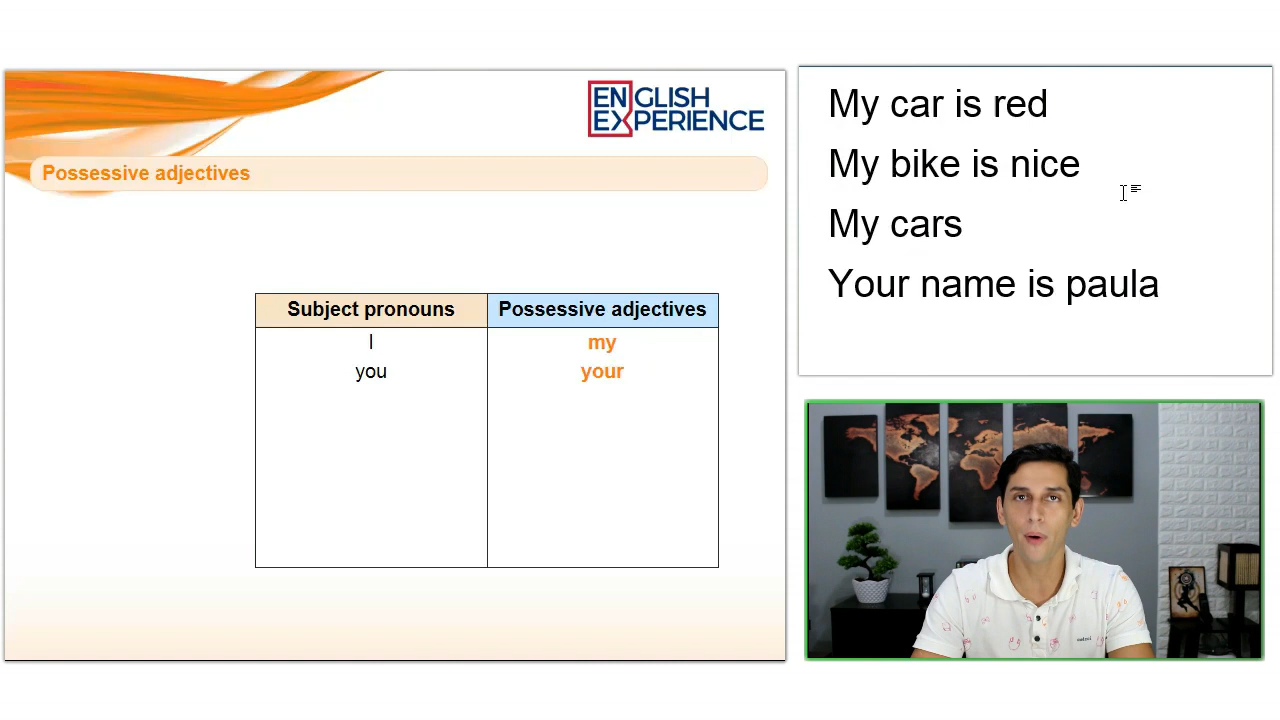 ENGLISH
EXPERIENCE
Possessive adjectives
Subject pronouns Possessive adjectives
I my
you your
My car is red
My bike is nice
My cars
Your name is paula